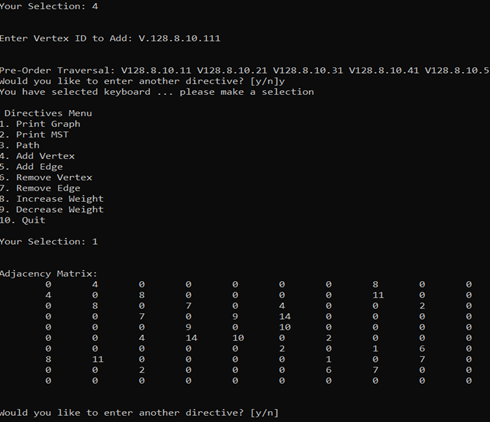 Your Selection: 4
Enter Vertex ID to Add: V.128.8.10.111
Pre-Order Traversal: V128.8.10.11 V128.8.10.21 V128.8.10.31 V128.8.10.41 V128.8.10.5
Would you like to enter another directive? [y/n]y
You have selected keyboard ... please make a selection
Directives Menu
1. Print Graph
2. Print MST
3. Path
4. Add Vertex
5. Add Edge
6. Remove Vertex
7. Remove Edge
8. Increase Weight
9. Decrease Weight
10. Quit
Your Selection: 1
Adjacency Matrix:
0 4 0 0 0 0 0 8 0 0
4 0 8 0 0 0 0 11 0 0
0 8 0 7 0 4 0 0 2 0
0 0 7 0 9 14 0 0 0 0
0 0 0 9 0 10 0 0 0 0
0 0 4 14 10 0 2 0 0 0
0 0 0 0 0 2 0 1 6 0
8 11 0 0 0 0 1 0 7 0
0 0 2 0 0 0 6 7 0 0
0 0 0 0 0 0 0 0 0 0
Would you like to enter another directive? [y/n]